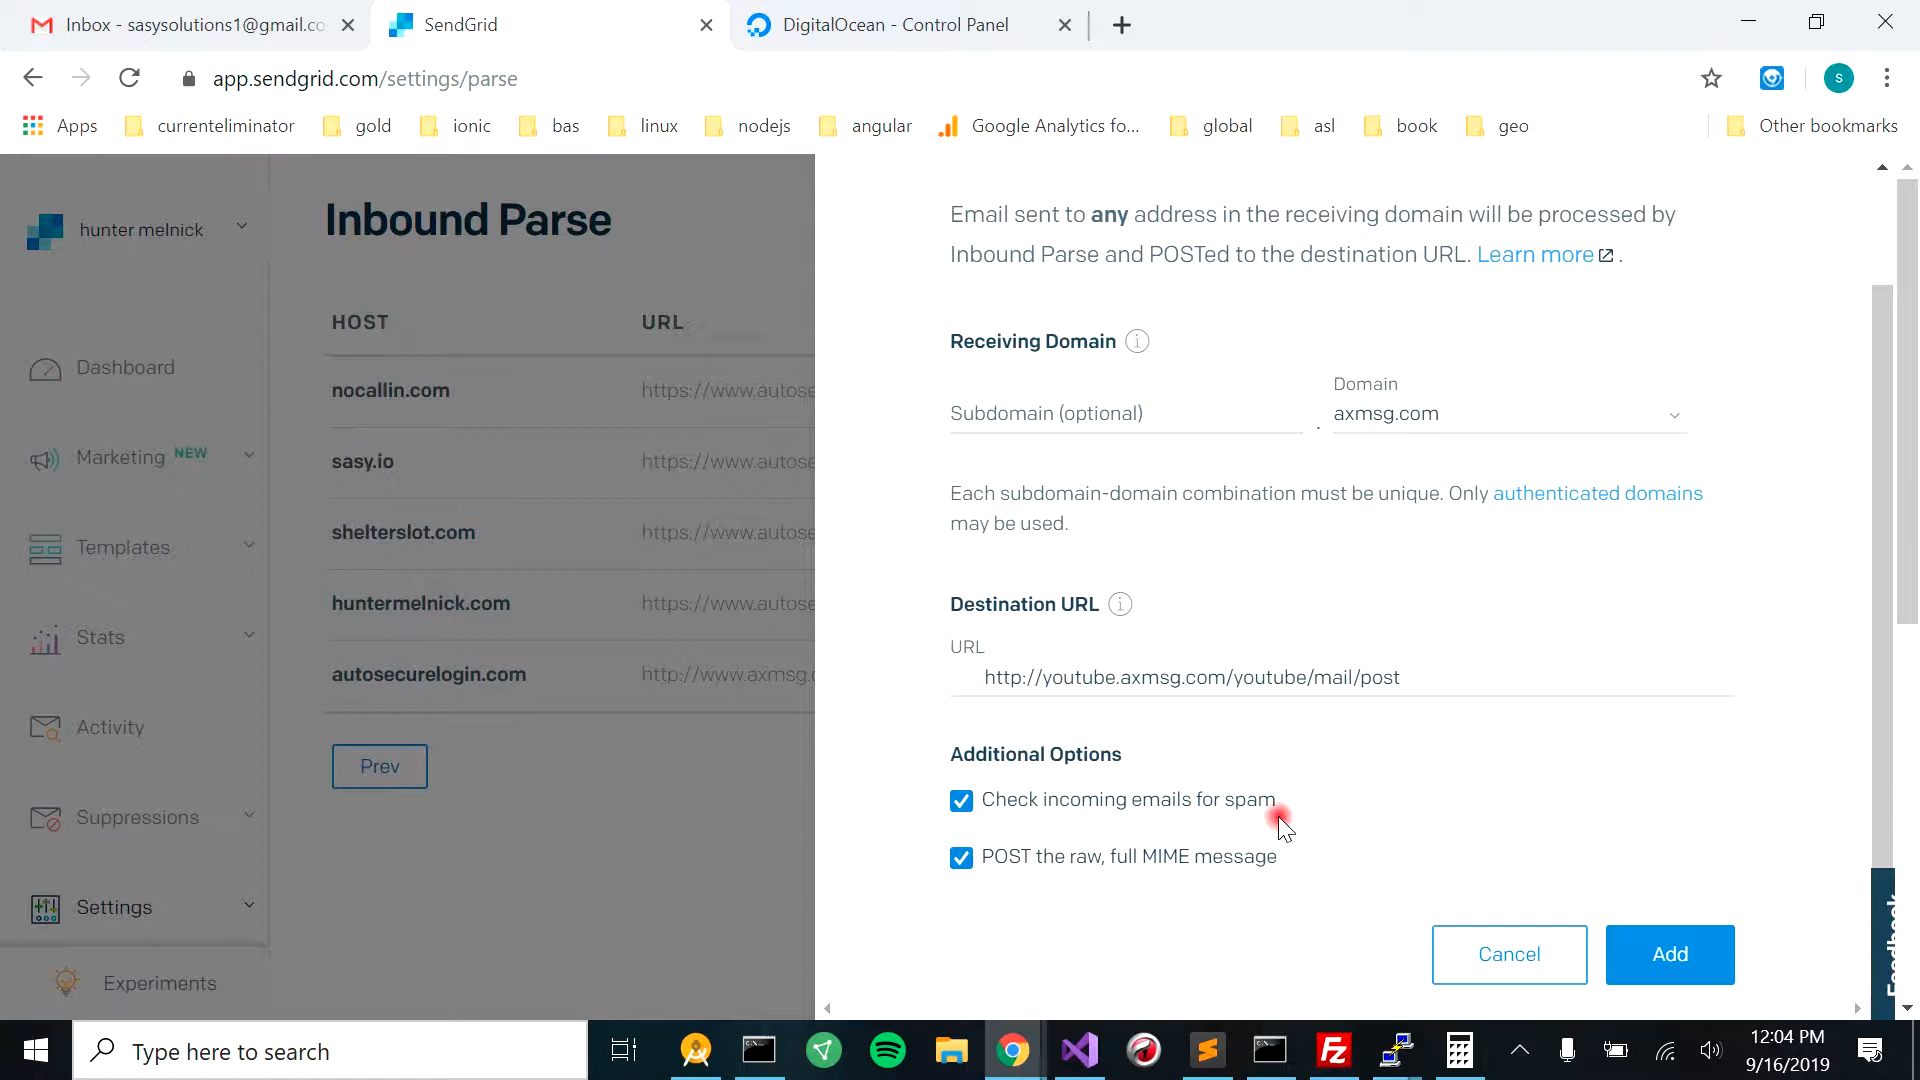 Inbox - sasysolutions1@gmail.co
SendGrid
DigitalOcean - Control Panel
app.sendgrid.com/settings/parse
S
Apps
currenteliminator
gold
ionic
bas
linux
nodejs
angular
Google Analytics fo...
global
asl
book
geo
Other bookmarks
hunter melnick
Dashboard
Marketing NEW
Templates
Stats
Activity
Suppressions
Settings
Experiments
Inbound Parse
HOST URL
nocallin.com https://www.autose
sasy.io https://www.autose
shelterslot.com https://www.autose
huntermelnick.com https://www.autose
autosecurelogin.com http://www.axmsg.
Prev
Email sent to any address in the receiving domain will be processed by
Inbound Parse and POSTed to the destination URL. Learn more .
Receiving Domain
Domain
Subdomain (optional) . axmsg.com
Each subdomain-domain combination must be unique. Only authenticated domains
may be used.
Destination URL
URL
http://youtube.axmsg.com/youtube/mail/post
Additional Options
Check incoming emails for spam
POST the raw, full MIME message
Cancel
Add
Feedback
Type here to search
12:04 PM
9/16/2019